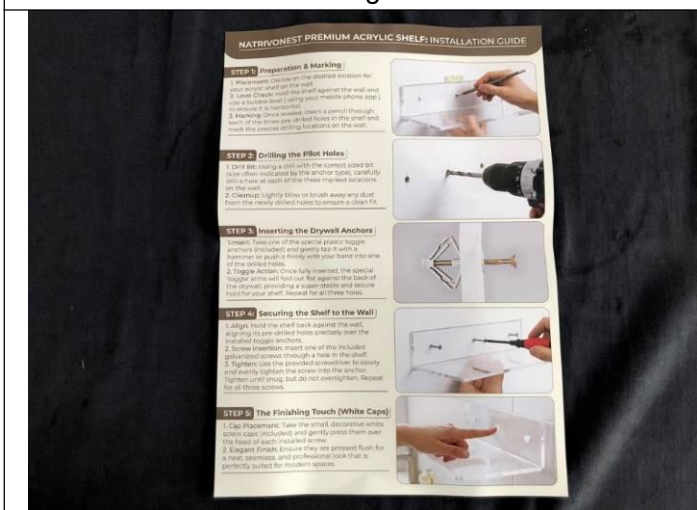 NATRIVONEST PREMIUM ACRYLIC SHELF: INSTALLATION GUIDE
STEP 1: Preparation & Marking
1. Placement: Decide on the desired location for
your acrylic shelf on the wall.
2. Level Check: Hold the shelf against the wall and
use a bubble level ( using your mobile phone app )
to ensure it is horizontal.
3. Marking: Once leveled, insert a pencil through
each of the three pre-drilled holes in the shelf and
mark the precise drilling locations on the wall.
STEP 2: Drilling the Pilot Holes
1. Drill Bit: Using a drill with the correct sized bit
(size often indicated by the anchor type), carefully
drill a hole at each of the three marked locations
on the wall.
2. Cleanup: Lightly blow or brush away any dust
from the newly drilled holes to ensure a clean fit.
STEP 3: Inserting the Drywall Anchors
1.Insert: Take one of the special plastic toggle
anchors (included) and gently tap it with a
hammer or push it firmly with your hand into one
of the drilled holes.
2. Toggle Action: Once fully inserted, the special
'toggle' arms will fold out flat against the back of
the drywall, providing a super-stable and secure
hold for your shelf. Repeat for all three holes.
STEP 4: Securing the Shelf to the Wall
1. Align: Hold the shelf back against the wall,
aligning its pre-drilled holes precisely over the
installed toggle anchors.
2. Screw Insertion: Insert one of the included
galvanized screws through a hole in the shelf.
3. Tighten: Use the provided screwdriver to slowly
and evenly tighten the screw into the anchor.
Tighten until snug, but do not overtighten. Repeat
for all three screws.
STEP 5: The Finishing Touch (White Caps)
1. Cap Placement: Take the small, decorative white
screw caps (included) and gently press them over
the head of each installed screw.
2. Elegant Finish: Ensure they are pressed flush for
a neat, seamless, and professional look that is
perfectly suited for modern spaces.